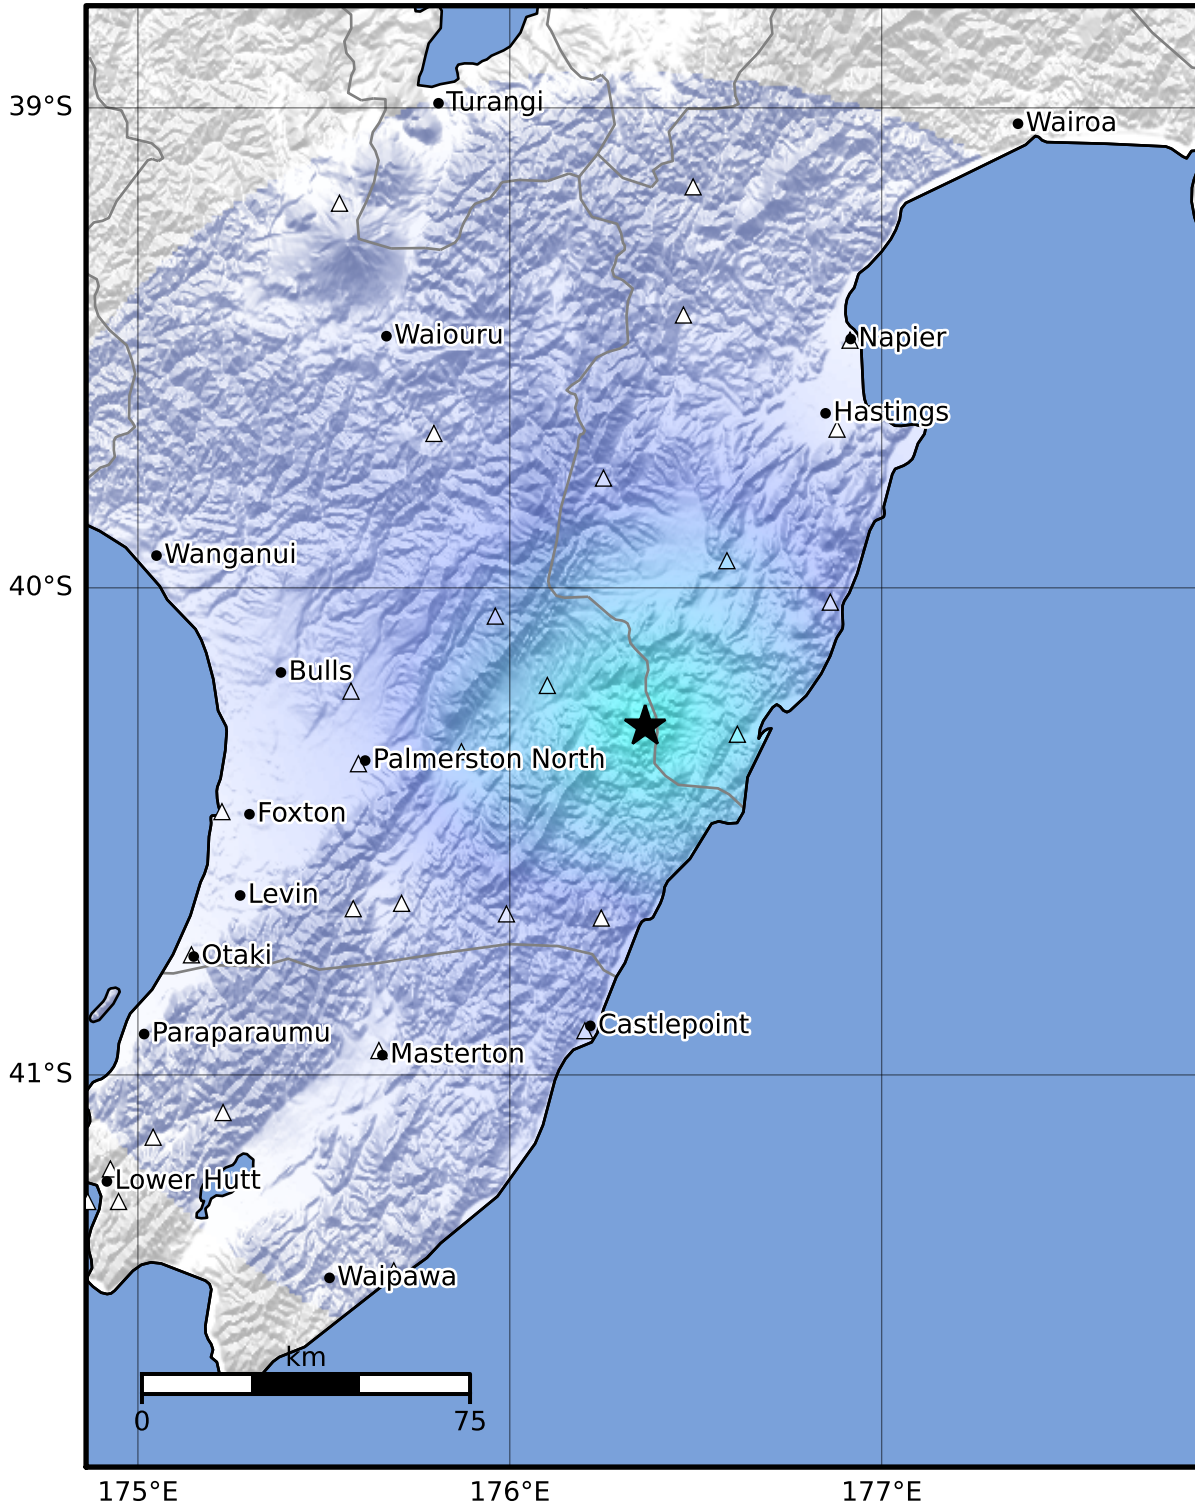 Turangi
39°S
Wairoa
Waiouru
Napier
Hastings
Wanganui
40°S
Bulls
Palmerston North
Foxton
Levin
Otaki
Castlepoint
Paraparaumu
Masterton
41°S
Lower Hutt
Waipawa
km
0
75
175°E
176°E
177°E